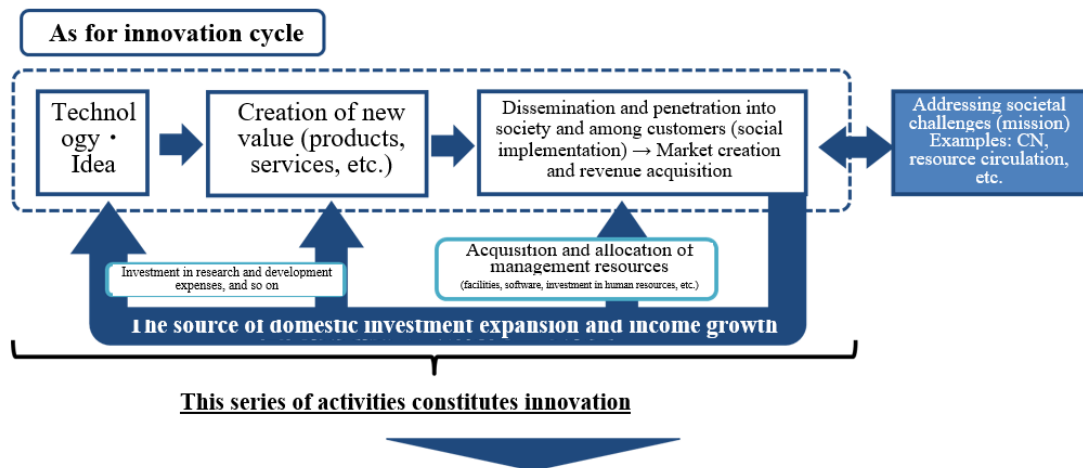 As for innovation cycle
Technol
ogy・
Idea
Creation of new
value (products,
services, etc.)
Dissemination and penetration into
society and among customers (social
implementation) → Market creation
and revenue acquisition
Addressing societal
challenges (mission)
Examples: CN,
resource circulation,
etc.
Investment in research and development
expenses, and so on
Acquisition and allocation of
management resources
(facilities, software, investment in human resources, etc.)
The source of domestic investment expansion and income growth
This series of activities constitutes innovation